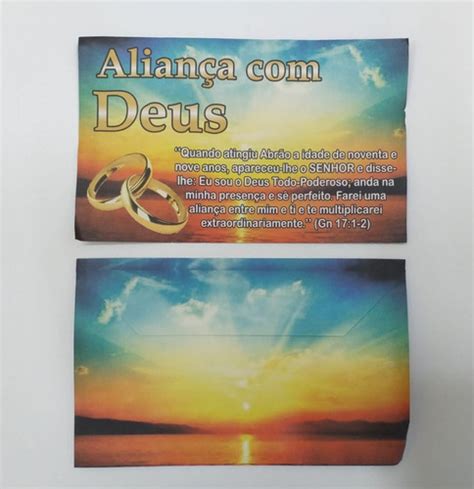 Aliança com
Deus
“Quando atingiu Abrão a idade de noventa e
nove anos, apareceu-lhe o SENHOR e disse-
lhe: Eu sou o Deus Todo-Poderoso, anda na
minha presença e sê perfeito. Farei uma
aliança entre mim e ti e te multiplicarei
extraordinariamente.” (Gn 17:1-2)